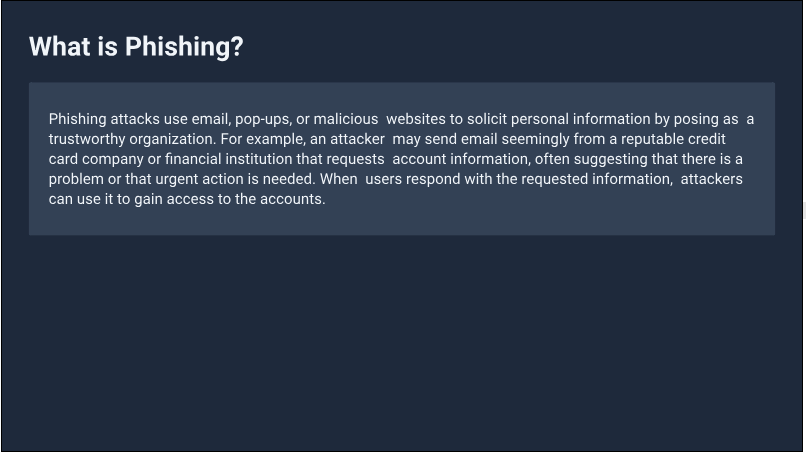 What is Phishing?
Phishing attacks use email, pop-ups, or malicious  websites to solicit personal information by posing as  a
trustworthy organization. For example, an attacker  may send email seemingly from a reputable credit
card company or financial institution that requests  account information, often suggesting that there is a
problem or that urgent action is needed. When  users respond with the requested information,  attackers
can use it to gain access to the accounts.